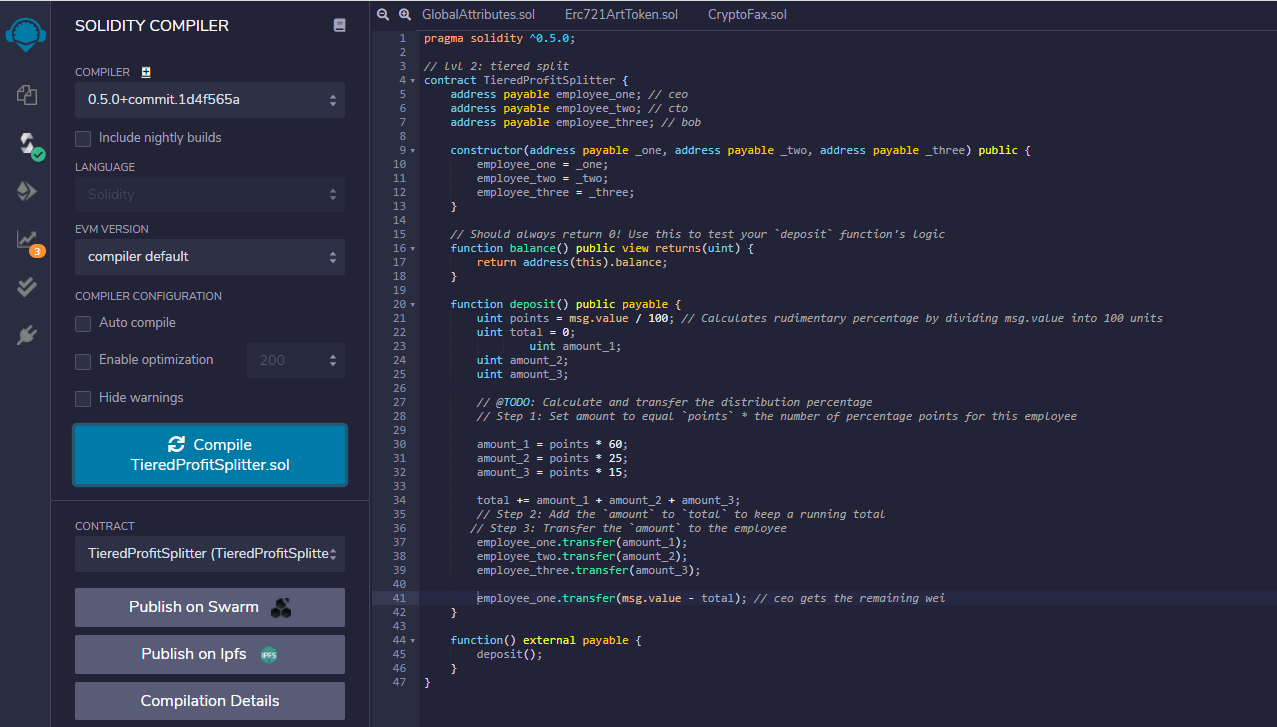 SOLIDITY COMPILER
COMPILER
0.5.0+commit.1d4f565a
Include nightly builds
LANGUAGE
Solidity
EVM VERSION
compiler default
COMPILER CONFIGURATION
Auto compile
Enable optimization
200
Hide warnings
Compile
TieredProfitSplitter.sol
CONTRACT
TieredProfitSplitter (TieredProfitSplitte
Publish on Swarm
Publish on Ipfs
IPFS
Compilation Details
3
GlobalAttributes.sol Erc721ArtToken.sol CryptoFax.sol
1 pragma solidity ^0.5.0;
2
3 // lvl 2: tiered split
4 contract TieredProfitSplitter {
5     address payable employee_one; // ceo
6     address payable employee_two; // cto
7     address payable employee_three; // bob
8
9     constructor(address payable _one, address payable _two, address payable _three) public {
10         employee_one = _one;
11         employee_two = _two;
12         employee_three = _three;
13     }
14
15     // Should always return 0! Use this to test your `deposit` function's logic
16     function balance() public view returns(uint) {
17         return address(this).balance;
18     }
19
20     function deposit() public payable {
21         uint points = msg.value / 100; // Calculates rudimentary percentage by dividing msg.value into 100 units
22         uint total = 0;
23                 uint amount_1;
24         uint amount_2;
25         uint amount_3;
26
27         // @TODO: Calculate and transfer the distribution percentage
28         // Step 1: Set amount to equal `points` * the number of percentage points for this employee
29
30         amount_1 = points * 60;
31         amount_2 = points * 25;
32         amount_3 = points * 15;
33
34         total += amount_1 + amount_2 + amount_3;
35         // Step 2: Add the `amount` to `total` to keep a running total
36        // Step 3: Transfer the `amount` to the employee
37         employee_one.transfer(amount_1);
38         employee_two.transfer(amount_2);
39         employee_three.transfer(amount_3);
40
41         employee_one.transfer(msg.value - total); // ceo gets the remaining wei
42     }
43
44     function() external payable {
45         deposit();
46     }
47 }